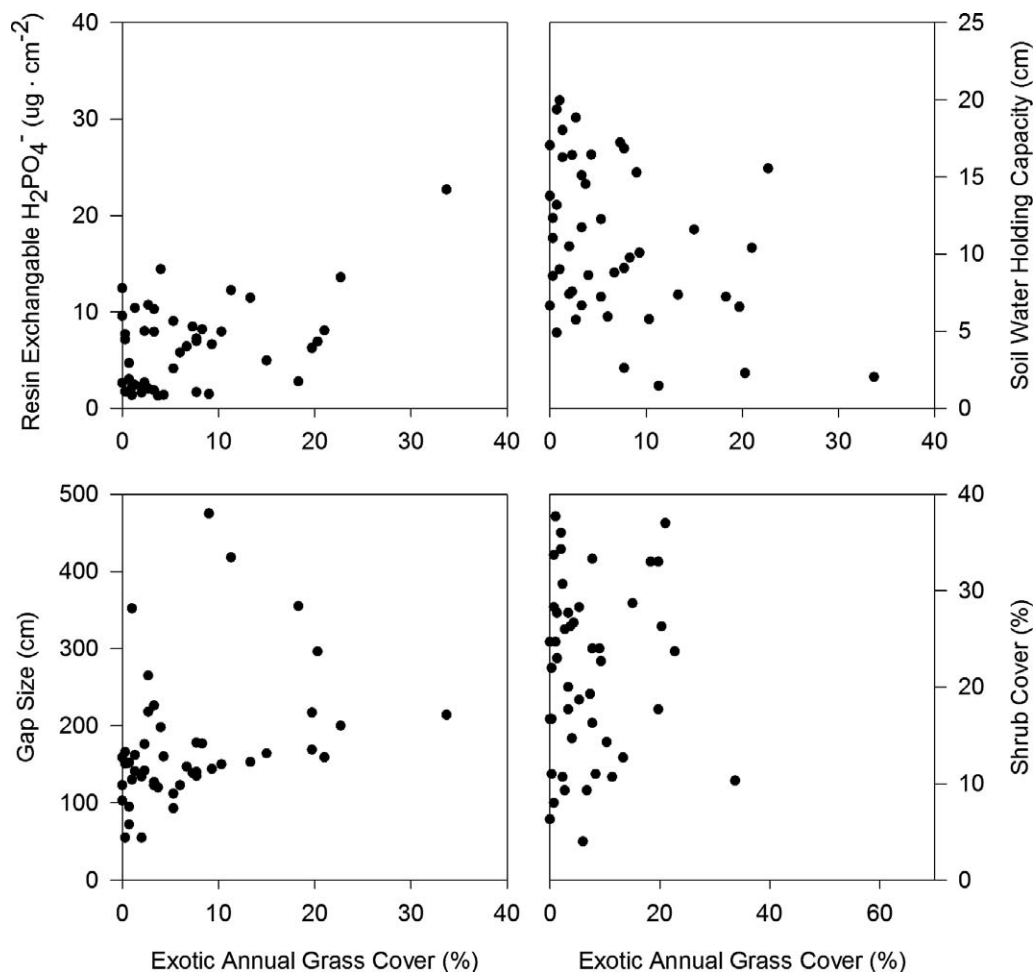 Resin Exchangable H₂PO₄⁻ (ug · cm⁻²)
40
30
20
10
0
0 10 20 30 40
25
20
15
10
5
0
Soil Water Holding Capacity (cm)
0 10 20 30 40
Gap Size (cm)
500
400
300
200
100
0
0 10 20 30 40
Exotic Annual Grass Cover (%)
40
30
20
10
0
Shrub Cover (%)
0 20 40 60
Exotic Annual Grass Cover (%)